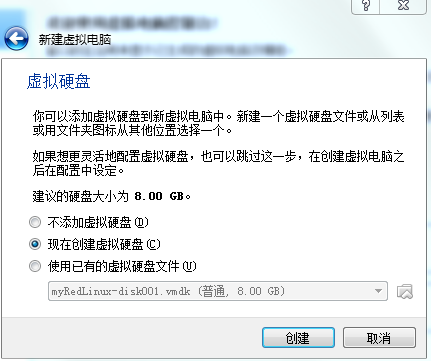 新建虚拟电脑
虚拟硬盘
你可以添加虚拟硬盘到新虚拟电脑中。新建一个虚拟硬盘文件或从列表
或用文件夹图标从其他位置选择一个。
如果想更灵活地配置虚拟硬盘，也可以跳过这一步，在创建虚拟电脑之
后在配置中设定。
建议的硬盘大小为 8.00 GB。
不添加虚拟硬盘(D)
现在创建虚拟硬盘(C)
使用已有的虚拟硬盘文件(U)
myRedLinux-disk001.vmdk (普通, 8.00 GB)
创建
取消